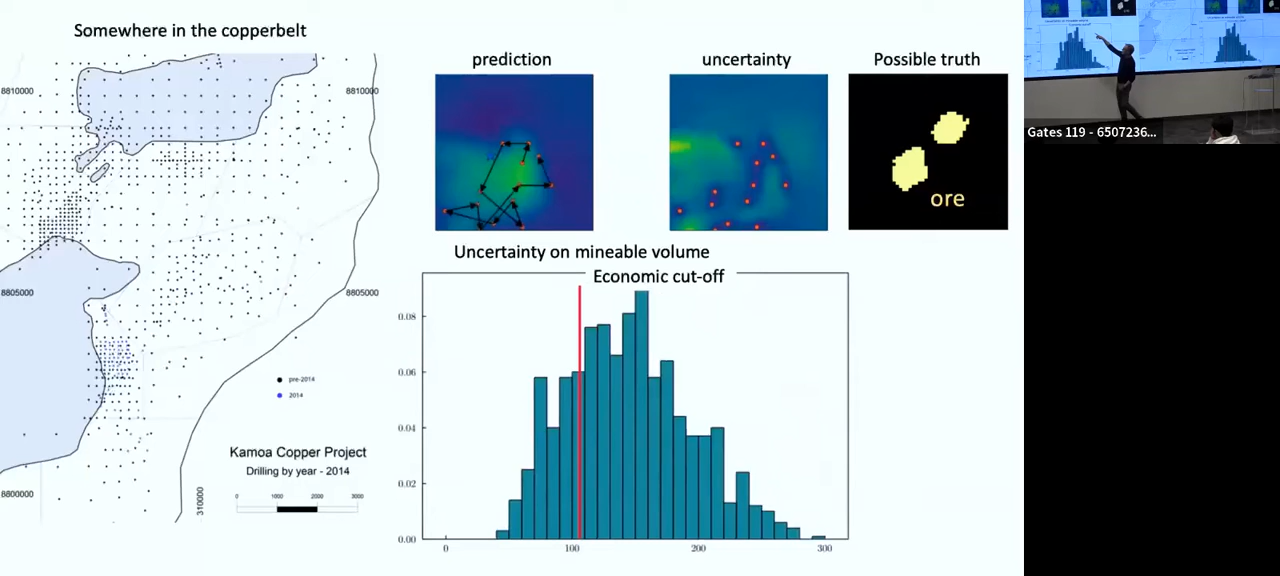 Somewhere in the copperbelt
8810000
8810000
8805000
8805000
pre-2014
2014
Kamoa Copper Project
Drilling by year - 2014
0
1000
2000
3000
8800000
310000
prediction
uncertainty
Possible truth
ore
Uncertainty on mineable volume
Economic cut-off
0.08
0.06
0.04
0.02
0.00
0
100
200
300
Gates 119 - 6507236...